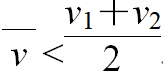 v̄ < (v₁+v₂)/2